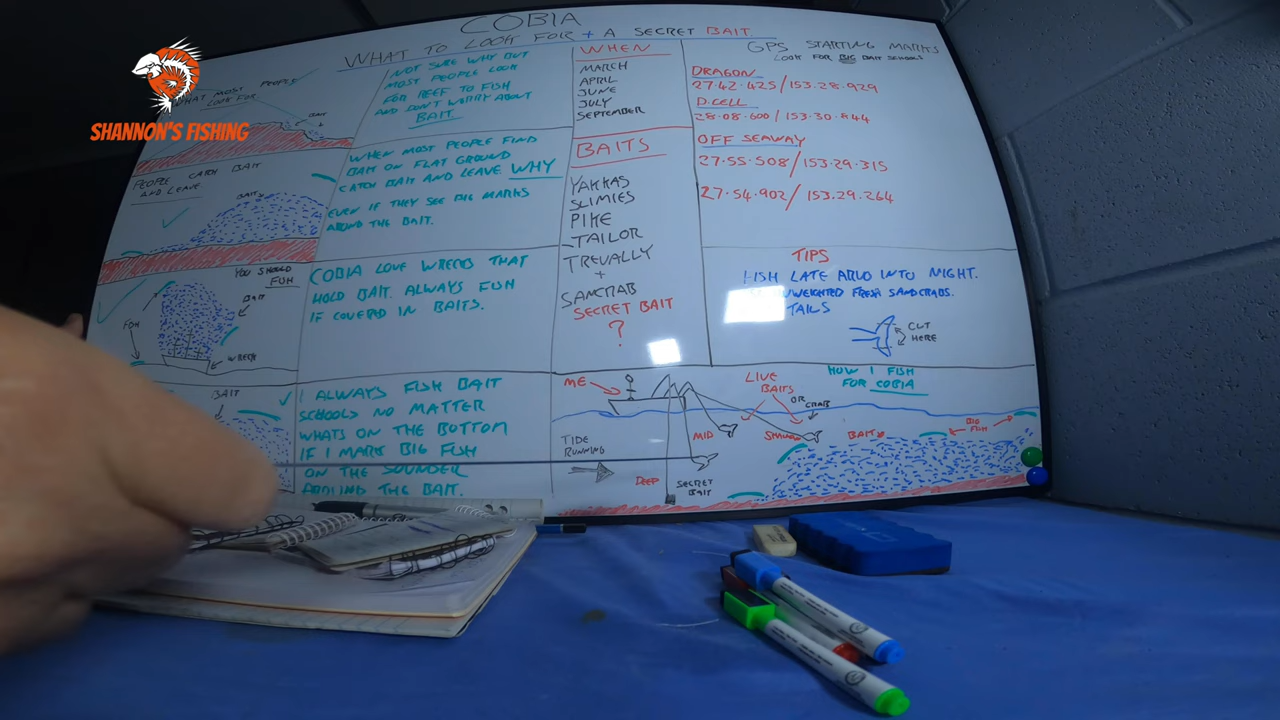 COBIA
WHAT TO LOOK FOR + A SECRET BAIT
SHANNON'S FISHING
PEOPLE
WHAT MOST
LOOK FOR
BAIT
NOT SURE WHY BUT
MOST PEOPLE LOOK
FOR REEF TO FISH
AND DON'T WORRY ABOUT
BAIT.
PEOPLE CATCH BAIT
AND LEAVE
BAIT
WHEN MOST PEOPLE FIND
BAIT ON FLAT GROUND
CATCH BAIT AND LEAVE WHY
EVEN IF THEY SEE BIG MARKS
AROUND THE BAIT.
YOU SHOULD
FISH
BAIT
FISH
WRECK
COBIA LOVE WRECKS THAT
HOLD BAIT. ALWAYS FISH
IF COVERED IN BAITS.
BAIT
I ALWAYS FISH BAIT
SCHOOLS NO MATTER
WHATS ON THE BOTTOM
IF I MARK BIG FISH
ON THE SOUNDER
AROUND THE BAIT.
WHEN
MARCH
APRIL
JUNE
JULY
SEPTEMBER
BAITS
YAKKAS
SLIMIES
PIKE
TAILOR
TREVALLY
+
SANCRAB
SECRET BAIT
?
GPS STARTING MARKS
LOOK FOR BIG BAIT SCHOOLS
DRAGON
27.42.425/153.28.929
D.CELL
28.08.600/153.30.844
OFF SEAWAY
27.55.508/153.29.315
27.54.902/153.29.264
TIPS
FISH LATE ARVO INTO NIGHT.
UNWEIGHTED FRESH SANDCRABS.
TAILS
CUT
HERE
HOW I FISH
FOR COBIA
ME
LIVE
BAITS
OR
CRAB
TIDE
RUNNING
MID
BAIT
BIG
FISH
DEEP
SECRET
BAIT